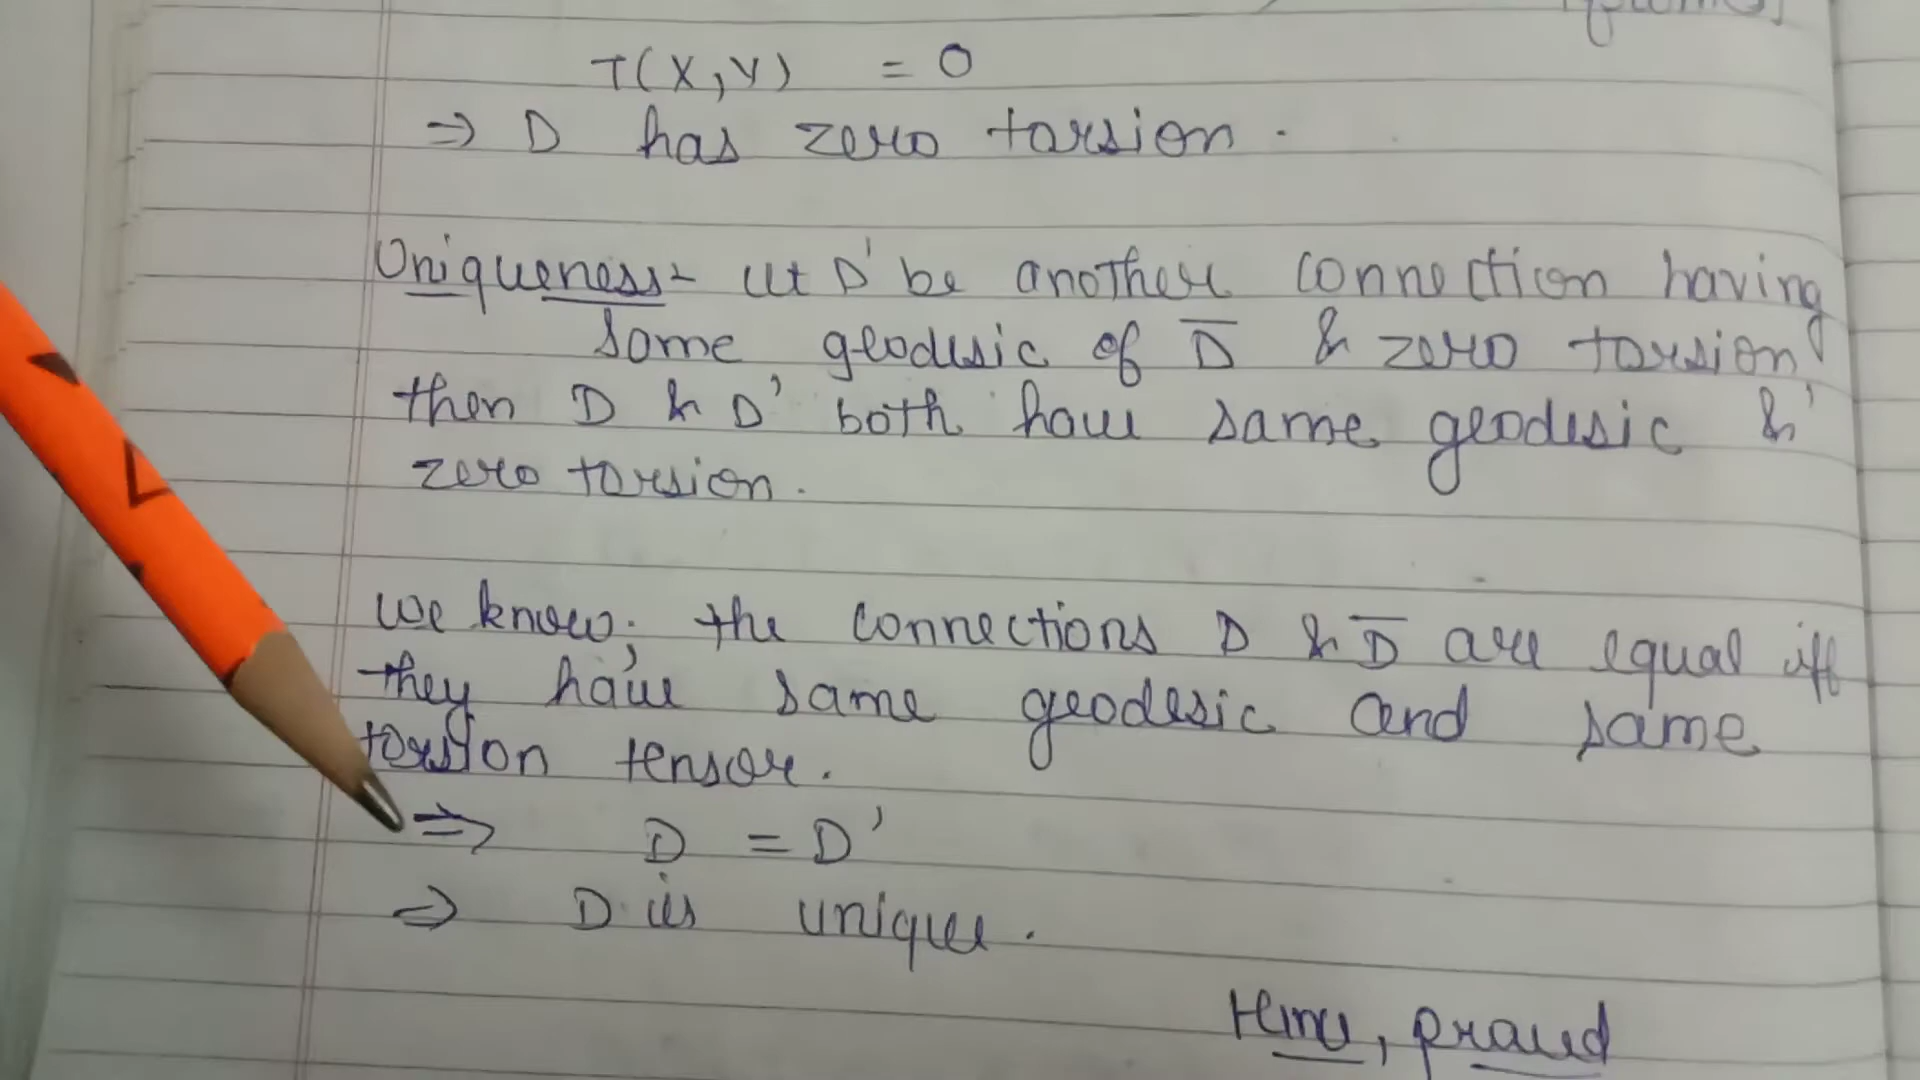 T(X,Y) = 0
⇒ D has zero torsion.
Uniqueness- let D' be another connection having
same geodesic of D̅ & zero torsion
then D & D' both have same geodesic &
zero torsion.
we know, the connections D & D̅ are equal iff
they have same geodesic and same
torsion tensor.
⇒ D = D'
⇒ D is unique.
Hence, proved